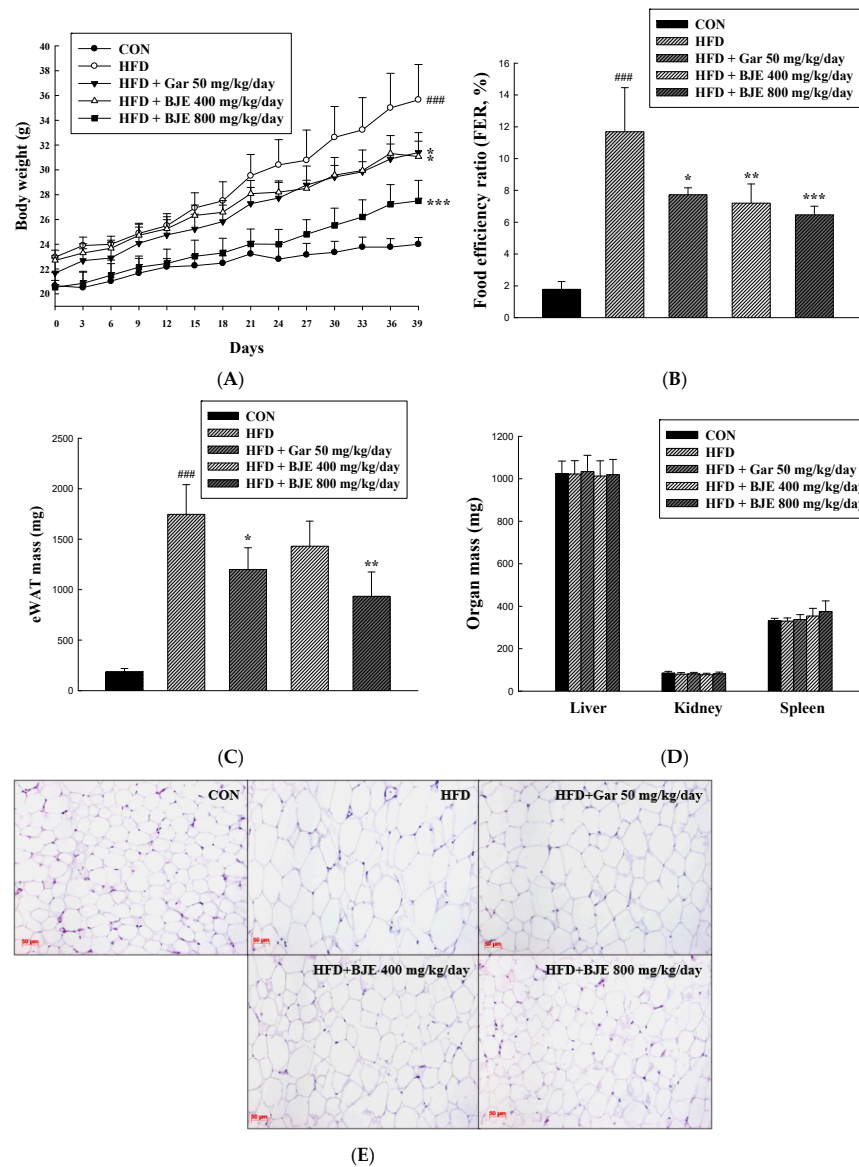 CON
HFD
HFD + Gar 50 mg/kg/day
HFD + BJE 400 mg/kg/day
HFD + BJE 800 mg/kg/day
Body weight (g)
40
38
36
34
32
30
28
26
24
22
20
###
*
*
***
0 3 6 9 12 15 18 21 24 27 30 33 36 39
Days
(A)
CON
HFD
HFD + Gar 50 mg/kg/day
HFD + BJE 400 mg/kg/day
HFD + BJE 800 mg/kg/day
Food efficiency ratio (FER, %)
16
14
12
10
8
6
4
2
0
###
*
**
***
(B)
CON
HFD
HFD + Gar 50 mg/kg/day
HFD + BJE 400 mg/kg/day
HFD + BJE 800 mg/kg/day
eWAT mass (mg)
2500
2000
1500
1000
500
0
###
*
**
(C)
CON
HFD
HFD + Gar 50 mg/kg/day
HFD + BJE 400 mg/kg/day
HFD + BJE 800 mg/kg/day
Organ mass (mg)
1200
1000
800
600
400
200
0
Liver Kidney Spleen
(D)
CON
50 μm
HFD
50 μm
HFD+Gar 50 mg/kg/day
50 μm
HFD+BJE 400 mg/kg/day
50 μm
HFD+BJE 800 mg/kg/day
50 μm
(E)